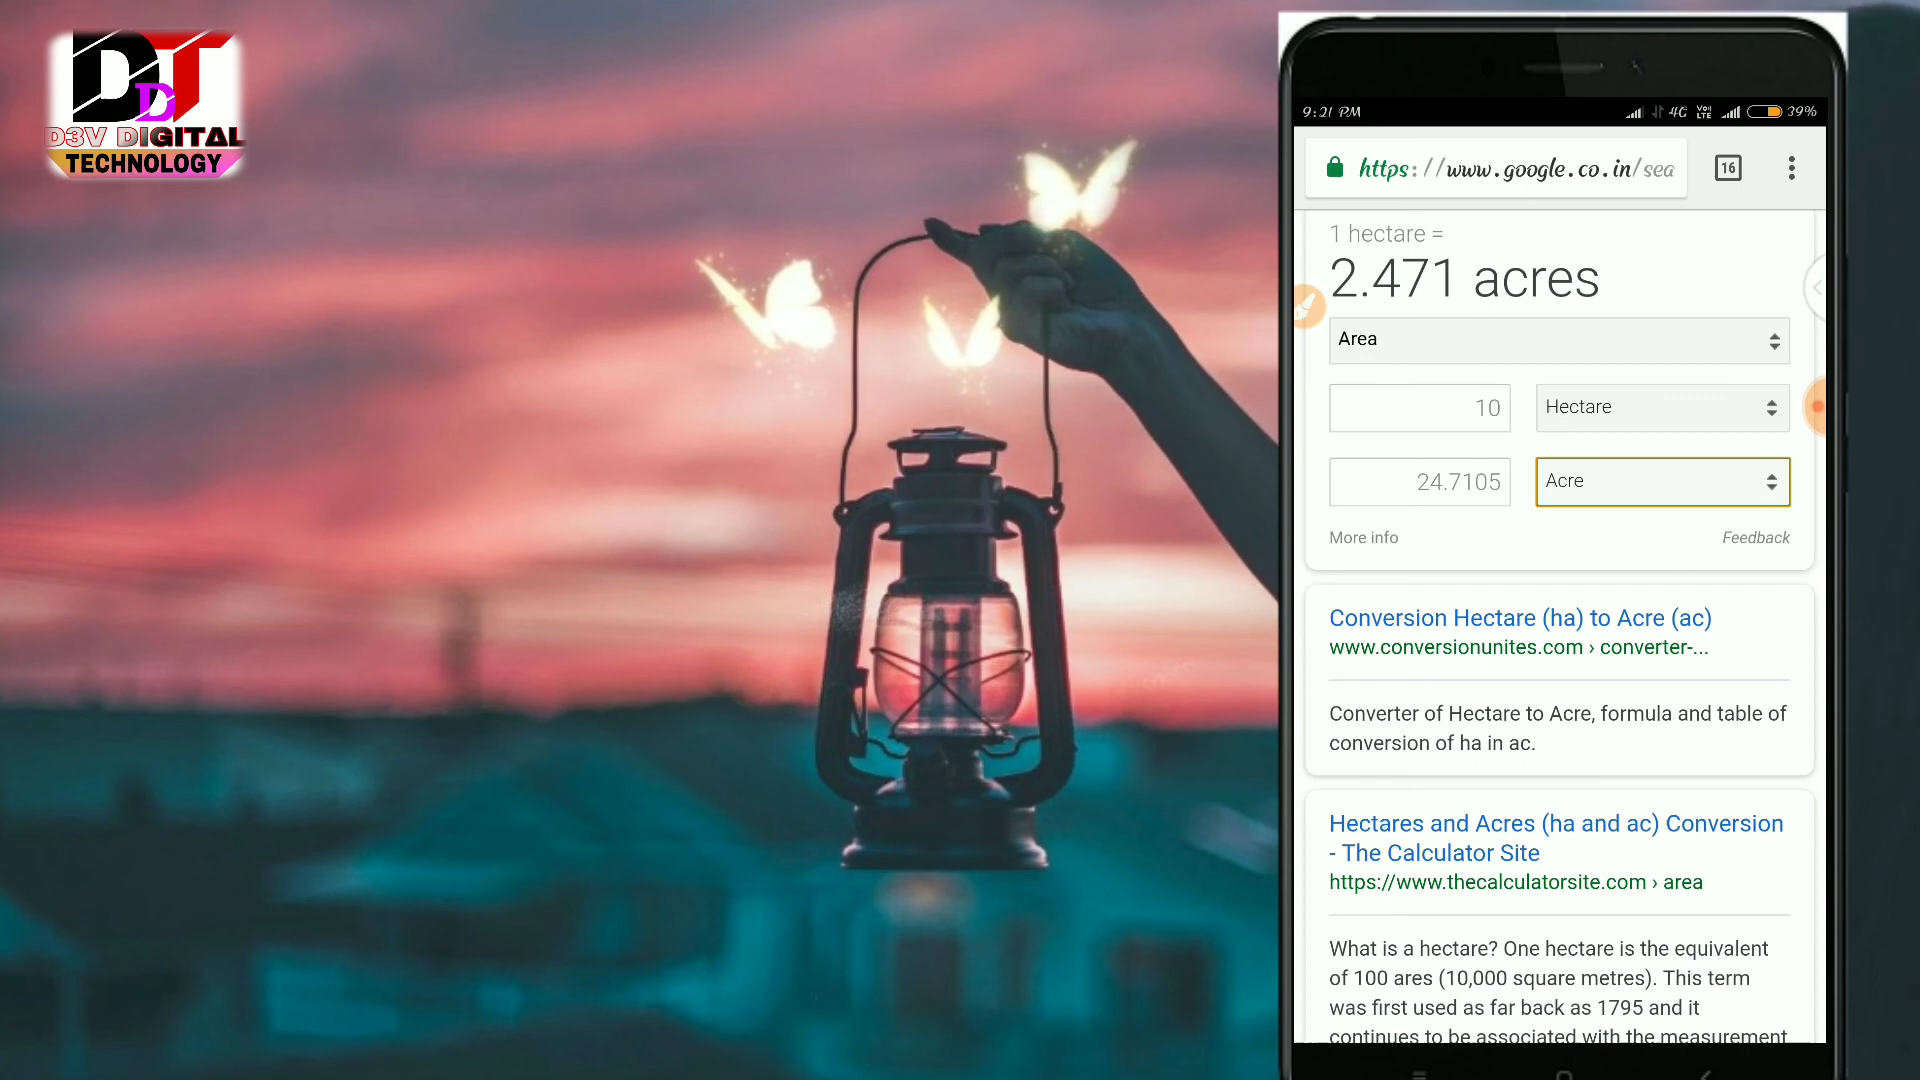 DDT
D3V DIGITAL
TECHNOLOGY
9:21 PM
4G VoLTE 39%
https://www.google.co.in/sea
16
1 hectare =
2.471 acres
Area
10
Hectare
24.7105
Acre
More info
Feedback
Conversion Hectare (ha) to Acre (ac)
www.conversionunites.com › converter-...
Converter of Hectare to Acre, formula and table of
conversion of ha in ac.
Hectares and Acres (ha and ac) Conversion
- The Calculator Site
https://www.thecalculatorsite.com › area
What is a hectare? One hectare is the equivalent
of 100 ares (10,000 square metres). This term
was first used as far back as 1795 and it
continues to be associated with the measurement